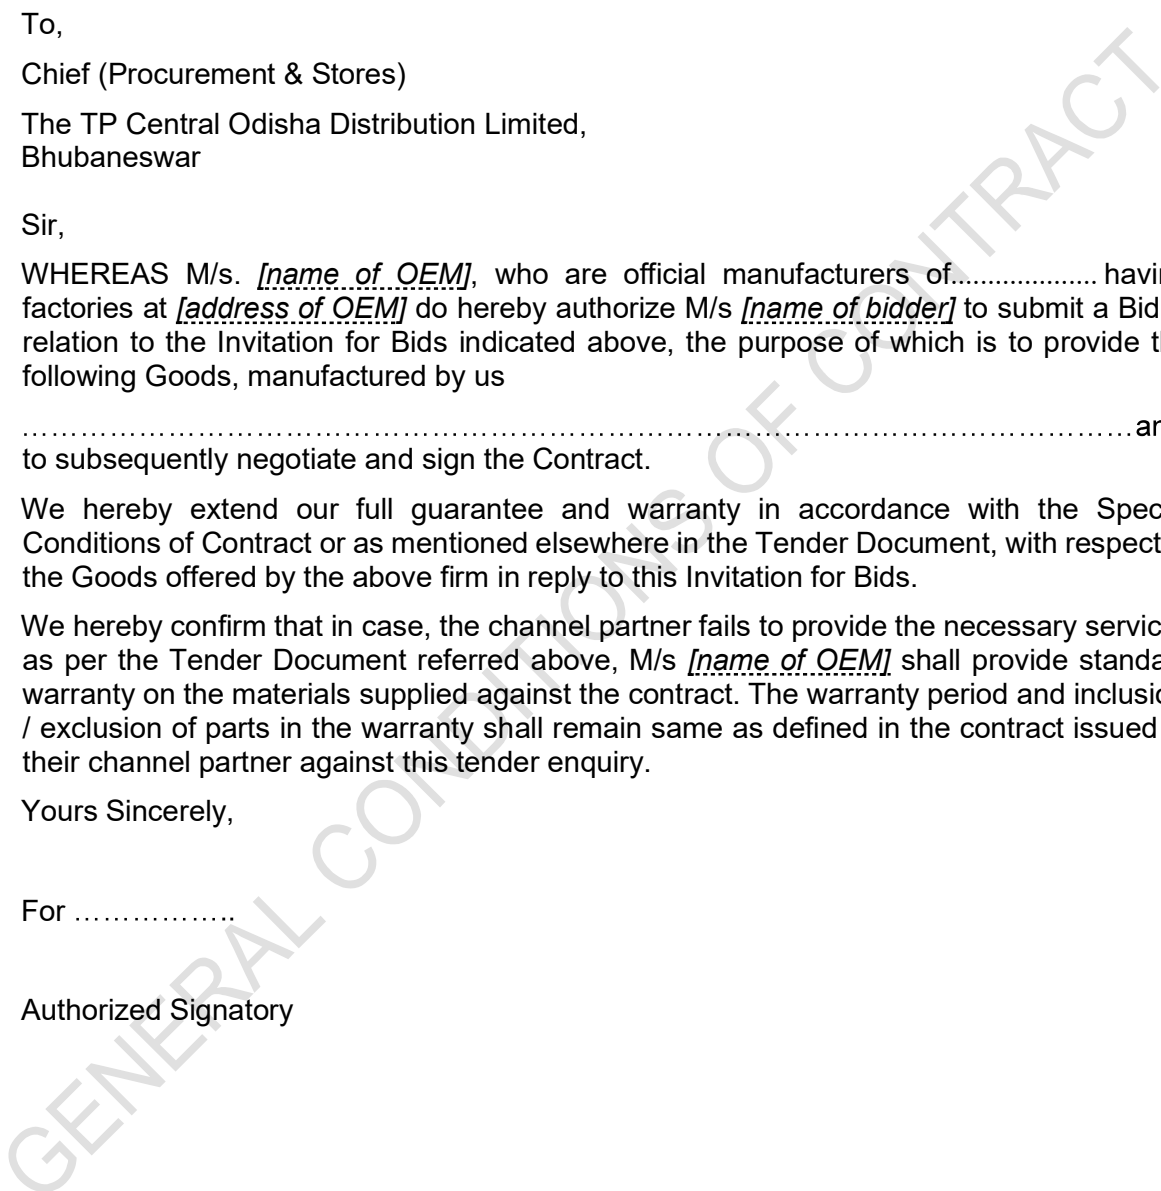 To,
Chief (Procurement & Stores)
The TP Central Odisha Distribution Limited,
Bhubaneswar
Sir,
WHEREAS M/s. [name of OEM], who are official manufacturers of.................... havin
factories at [address of OEM] do hereby authorize M/s [name of bidder] to submit a Bid
relation to the Invitation for Bids indicated above, the purpose of which is to provide t
following Goods, manufactured by us
………………………………………………………………………………………………………an
to subsequently negotiate and sign the Contract.
We hereby extend our full guarantee and warranty in accordance with the Spec
Conditions of Contract or as mentioned elsewhere in the Tender Document, with respect
the Goods offered by the above firm in reply to this Invitation for Bids.
We hereby confirm that in case, the channel partner fails to provide the necessary servic
as per the Tender Document referred above, M/s [name of OEM] shall provide standa
warranty on the materials supplied against the contract. The warranty period and inclusio
/ exclusion of parts in the warranty shall remain same as defined in the contract issued
their channel partner against this tender enquiry.
Yours Sincerely,
For ……………..
Authorized Signatory
GENERAL CONDITIONS OF CONTRACT